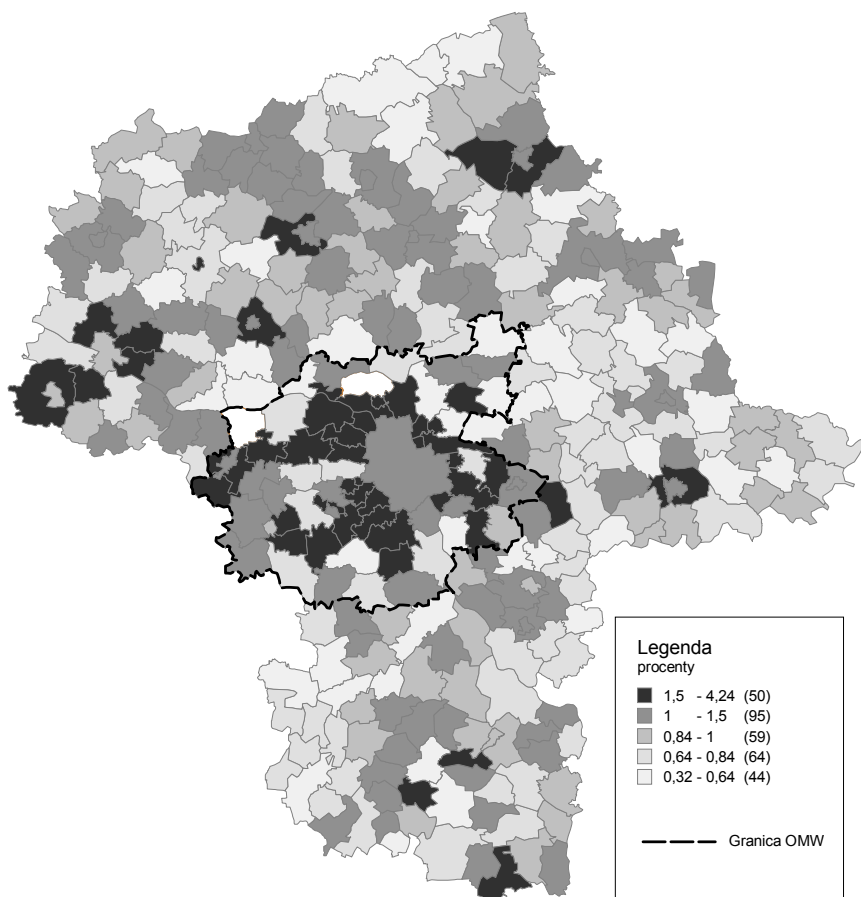 Legenda
procenty
1,5 - 4,24 (50)
1 - 1,5 (95)
0,84 - 1 (59)
0,64 - 0,84 (64)
0,32 - 0,64 (44)
Granica OMW